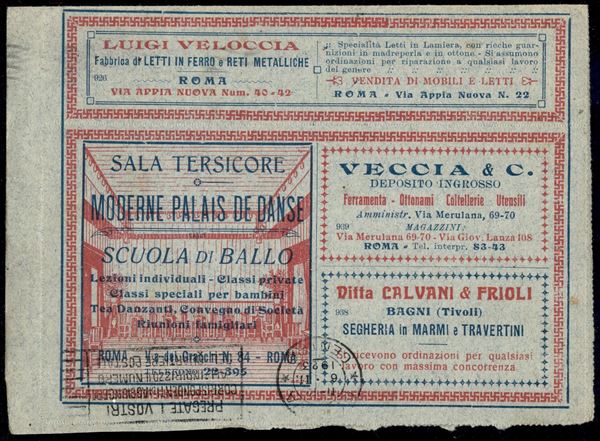 LUIGI VELOCCIA
Fabbrica di LETTI IN FERRO e RETI METALLICHE
926
ROMA
VIA APPIA NUOVA Num. 40-42
Specialità Letti in Lamiera, con ricche guar-
nizioni in madreperla e in ottone. - Si assumono
ordinazioni per riparazione a qualsiasi lavoro
del genere
VENDITA DI MOBILI E LETTI
ROMA - Via Appia Nuova N. 22
SALA TERSICORE
MODERNE PALAIS DE DANSE
SCUOLA DI BALLO
Lezioni individuali - Classi private
Classi speciali per bambini
Tea Danzanti, Convegno di Società
Riunioni famigliari
ROMA - Via dei Gracchi N. 84 - ROMA
22-395
VECCIA & C.
DEPOSITO INGROSSO
Ferramenta - Ottonami Coltellerie - Utensili
Amministr. Via Merulana, 69-70
939
MAGAZZINI:
Via Merulana 69-70 - Via Giov. Lanza 108
ROMA - Tel. interpr. 83-43
Ditta CALVANI & FRIOLI
938
BAGNI (Tivoli)
SEGHERIA in MARMI e TRAVERTINI
ricevono ordinazioni per qualsiasi
lavoro con massima concorrenza.
PREGATE I VOSTRI
CORRISPONDENTI